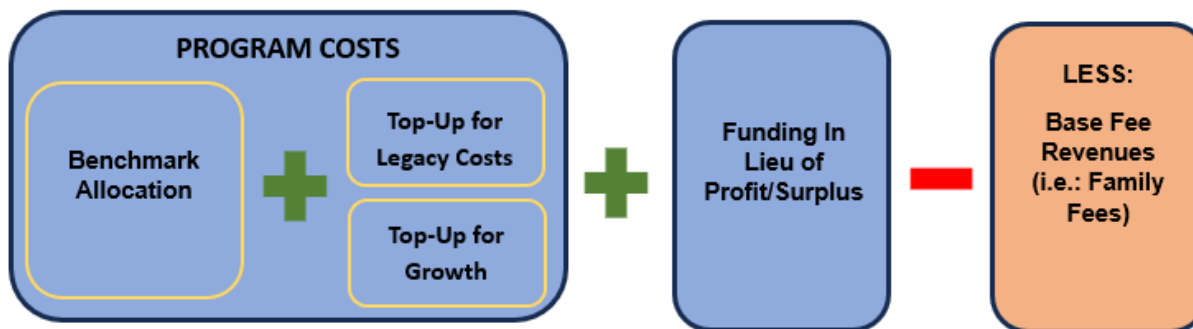 PROGRAM COSTS
Benchmark
Allocation
Top-Up for
Legacy Costs
Top-Up for
Growth
Funding In
Lieu of
Profit/Surplus
LESS:
Base Fee
Revenues
(i.e.: Family
Fees)